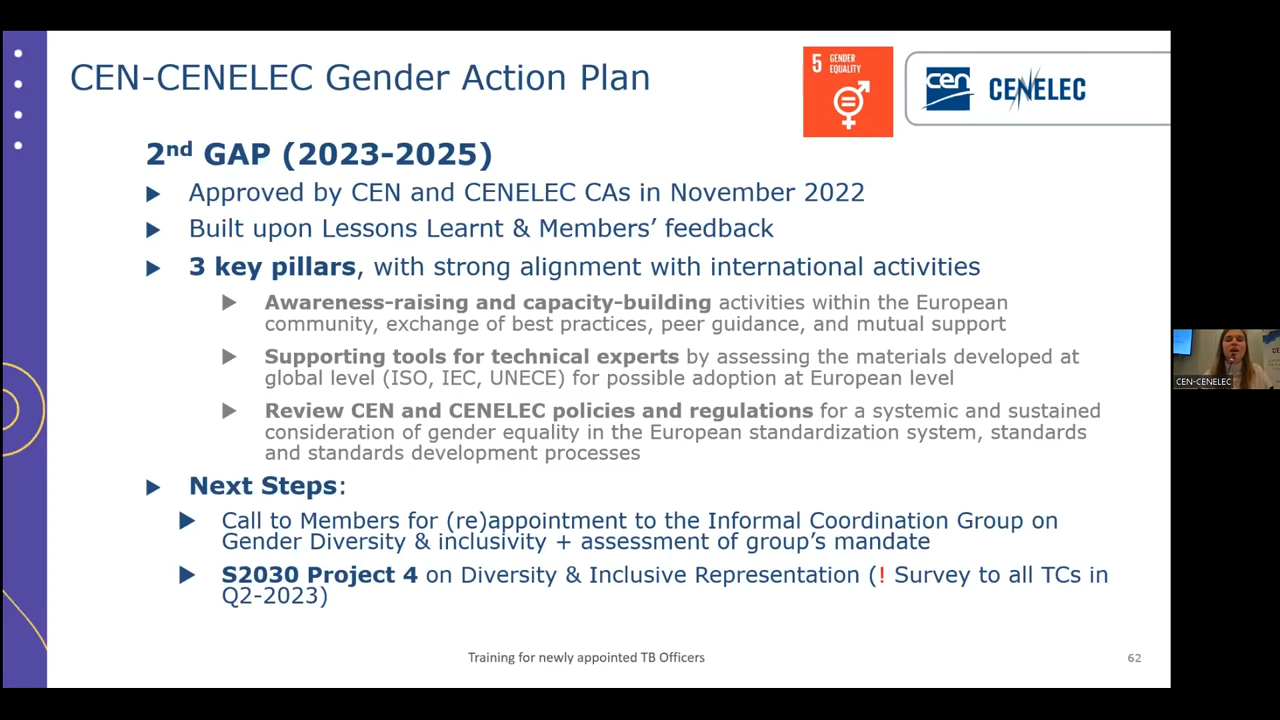 CEN-CENELEC Gender Action Plan
5 GENDER
EQUALITY
cen
CENELEC
2nd GAP (2023-2025)
Approved by CEN and CENELEC CAs in November 2022
Built upon Lessons Learnt & Members’ feedback
3 key pillars, with strong alignment with international activities
Awareness-raising and capacity-building activities within the European
community, exchange of best practices, peer guidance, and mutual support
Supporting tools for technical experts by assessing the materials developed at
global level (ISO, IEC, UNECE) for possible adoption at European level
Review CEN and CENELEC policies and regulations for a systemic and sustained
consideration of gender equality in the European standardization system, standards
and standards development processes
Next Steps:
Call to Members for (re)appointment to the Informal Coordination Group on
Gender Diversity & inclusivity + assessment of group’s mandate
S2030 Project 4 on Diversity & Inclusive Representation (! Survey to all TCs in
Q2-2023)
Training for newly appointed TB Officers
62
CEN-CENELEC